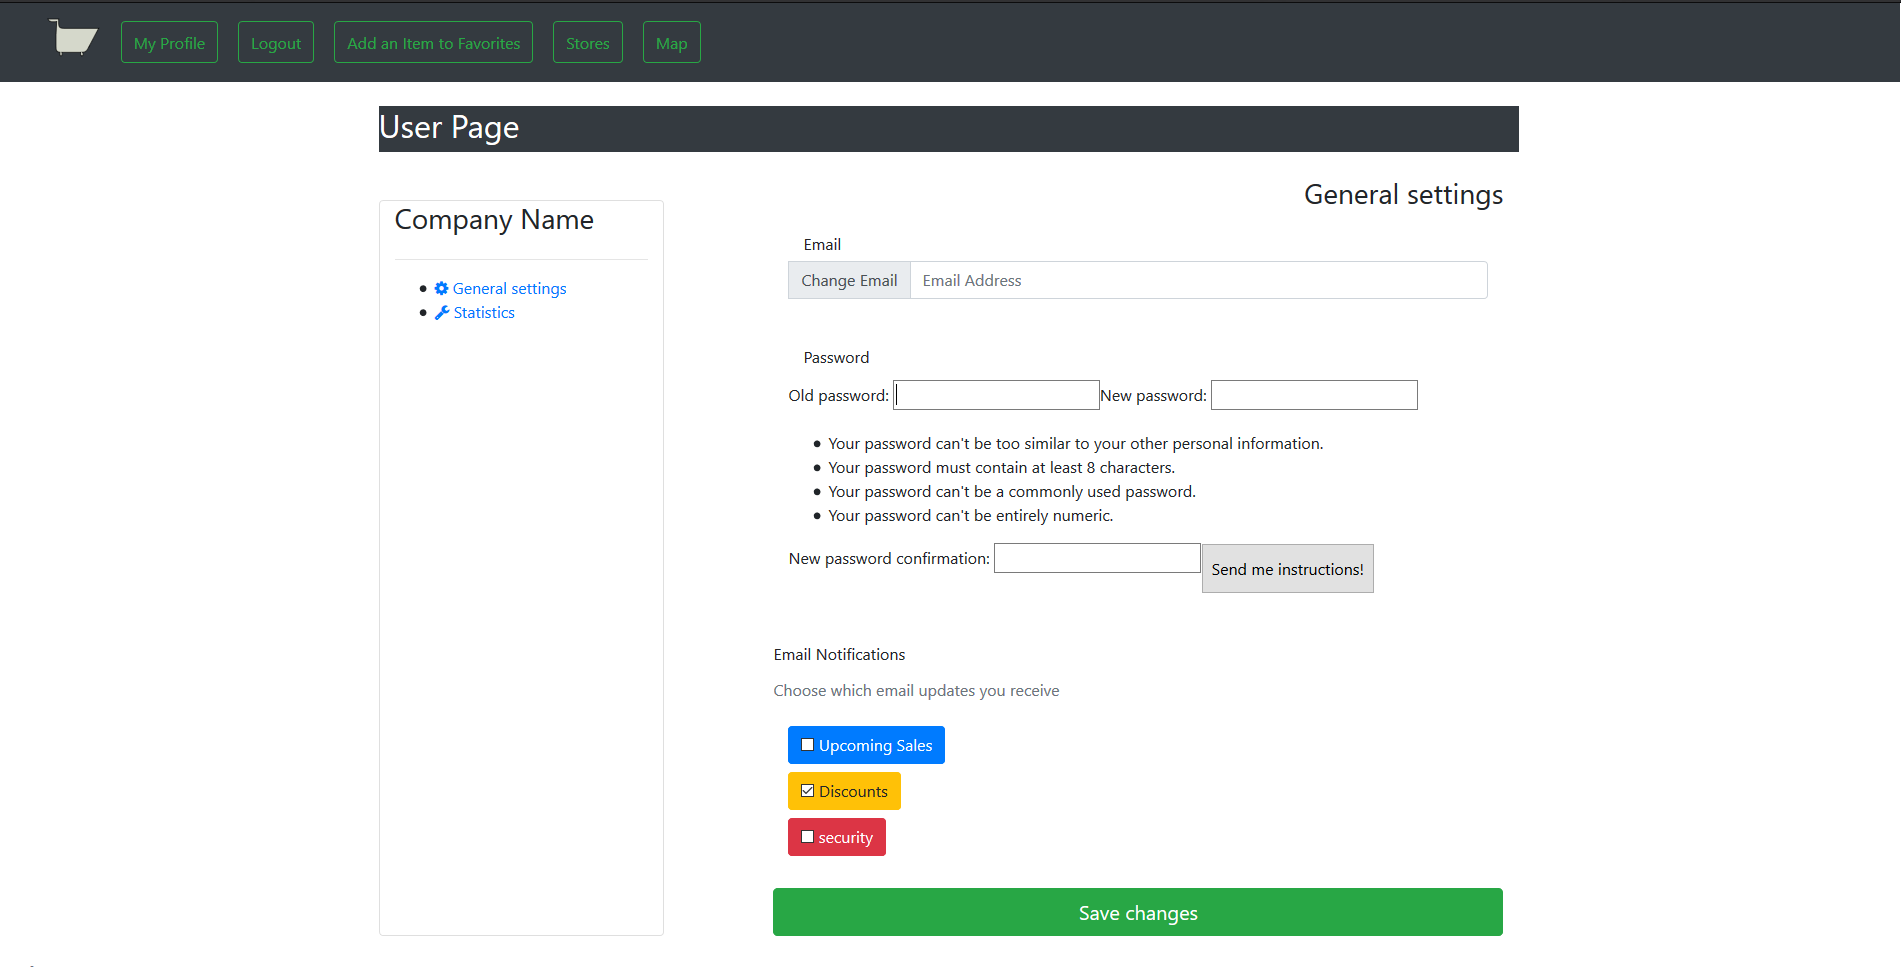 My Profile Logout Add an Item to Favorites Stores Map
User Page
Company Name
General settings
Statistics
General settings
Email
Change Email Email Address
Password
Old password: New password:
Your password can't be too similar to your other personal information.
Your password must contain at least 8 characters.
Your password can't be a commonly used password.
Your password can't be entirely numeric.
New password confirmation: Send me instructions!
Email Notifications
Choose which email updates you receive
Upcoming Sales
Discounts
security
Save changes